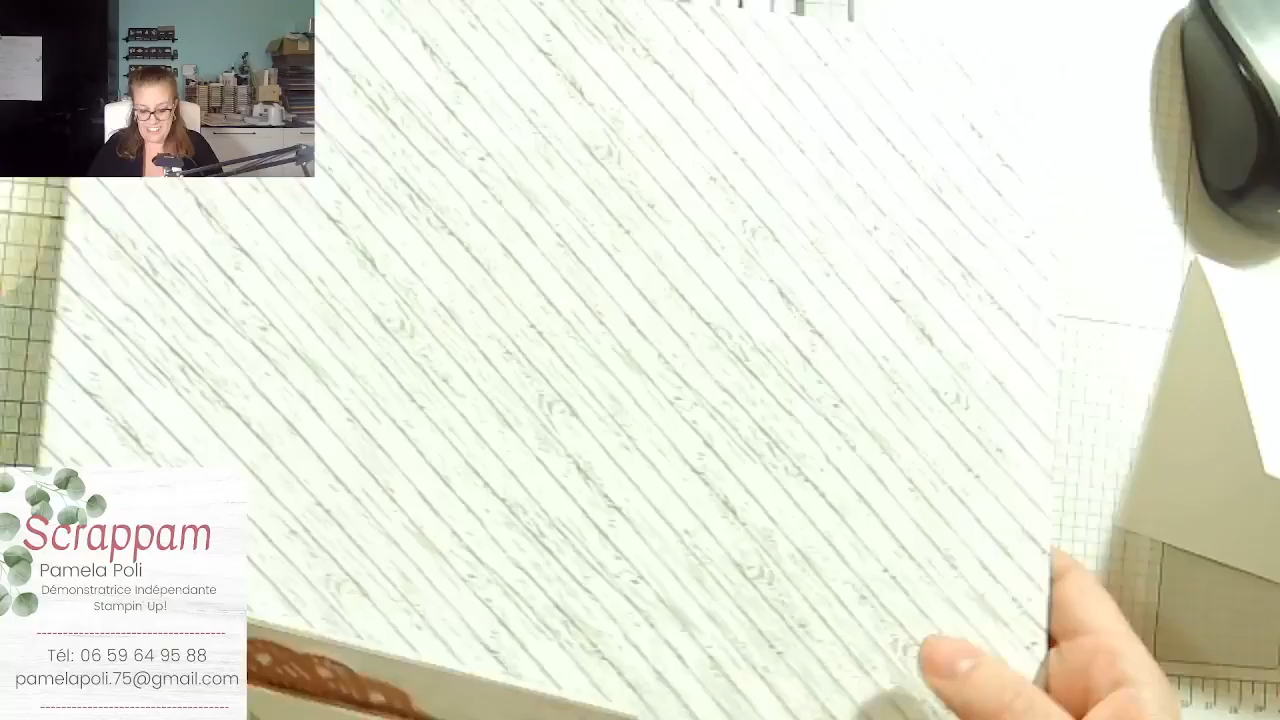 Scrappam
Pamela Poli
Démonstratrice Indépendante
Stampin Up!
Tél: 06 59 64 95 88
pamelapoli.75@gmail.com